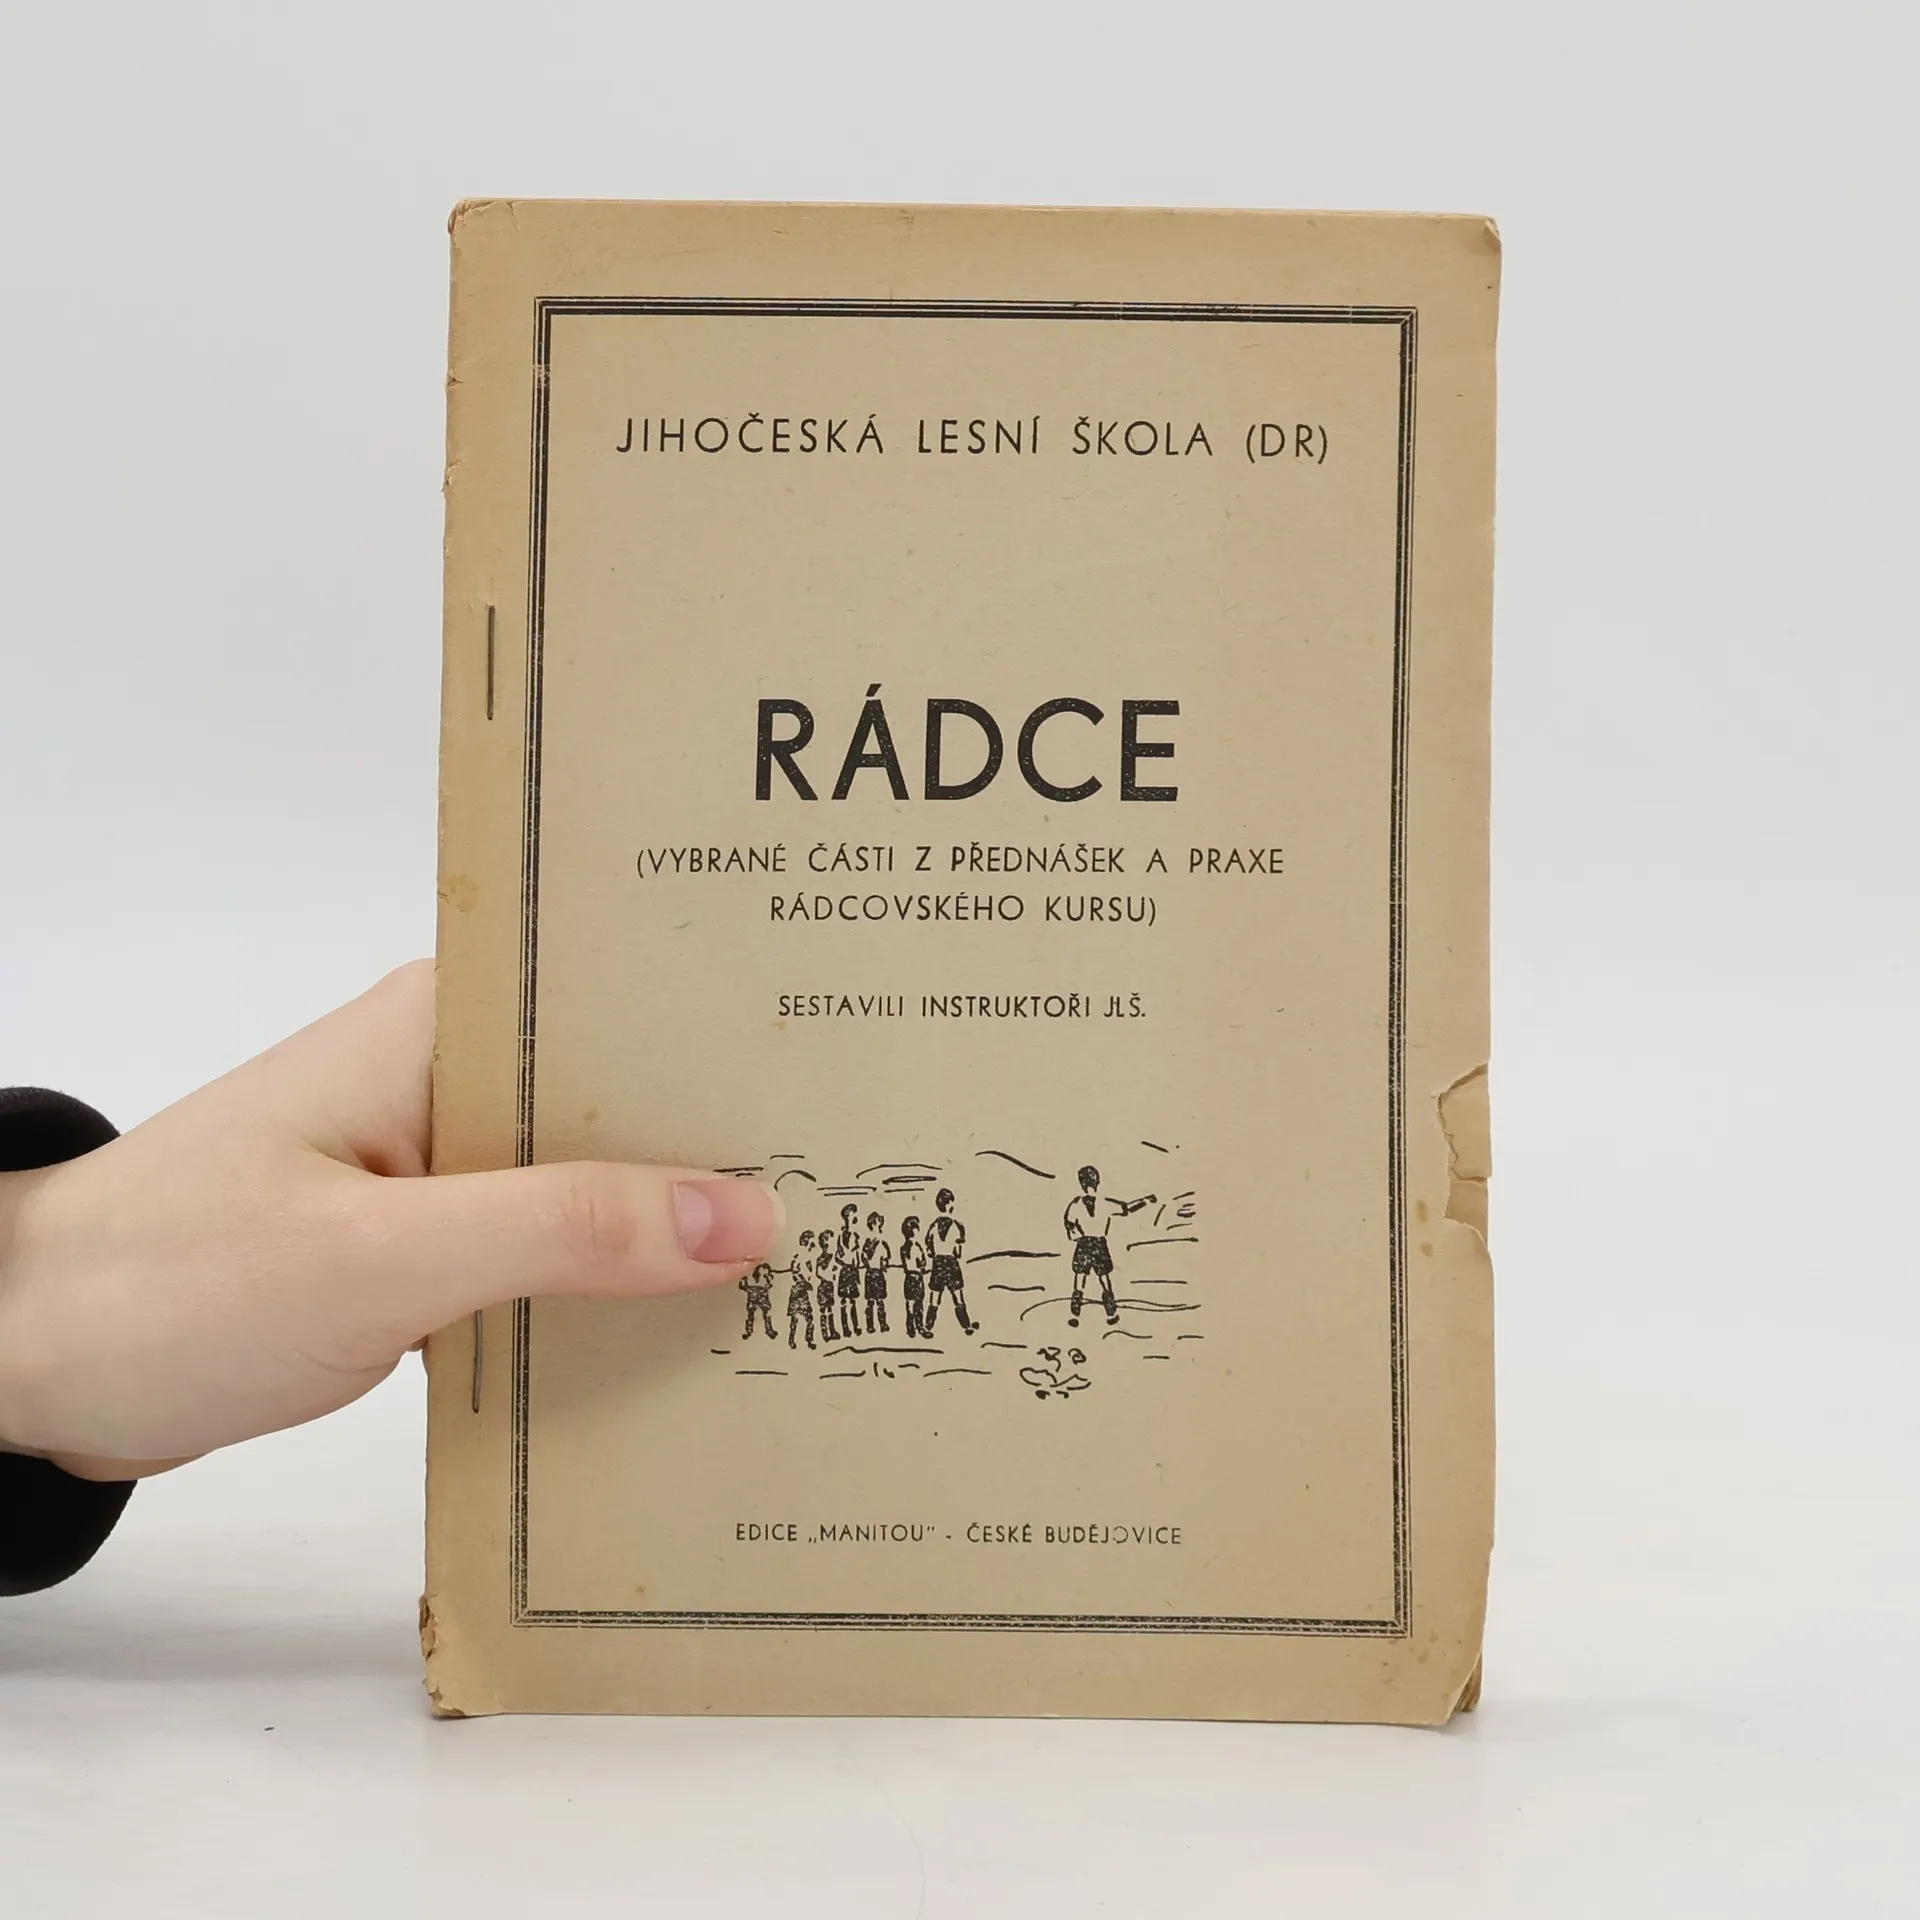 JIHOČESKÁ LESNÍ ŠKOLA (DR)
RÁDCE
(VYBRANÉ ČÁSTI Z PŘEDNÁŠEK A PRAXE
RÁDCOVSKÉHO KURSU)
SESTAVILI INSTRUKTOŘI JLŠ.
EDICE „MANITOU" - ČESKÉ BUDĚJOVICE